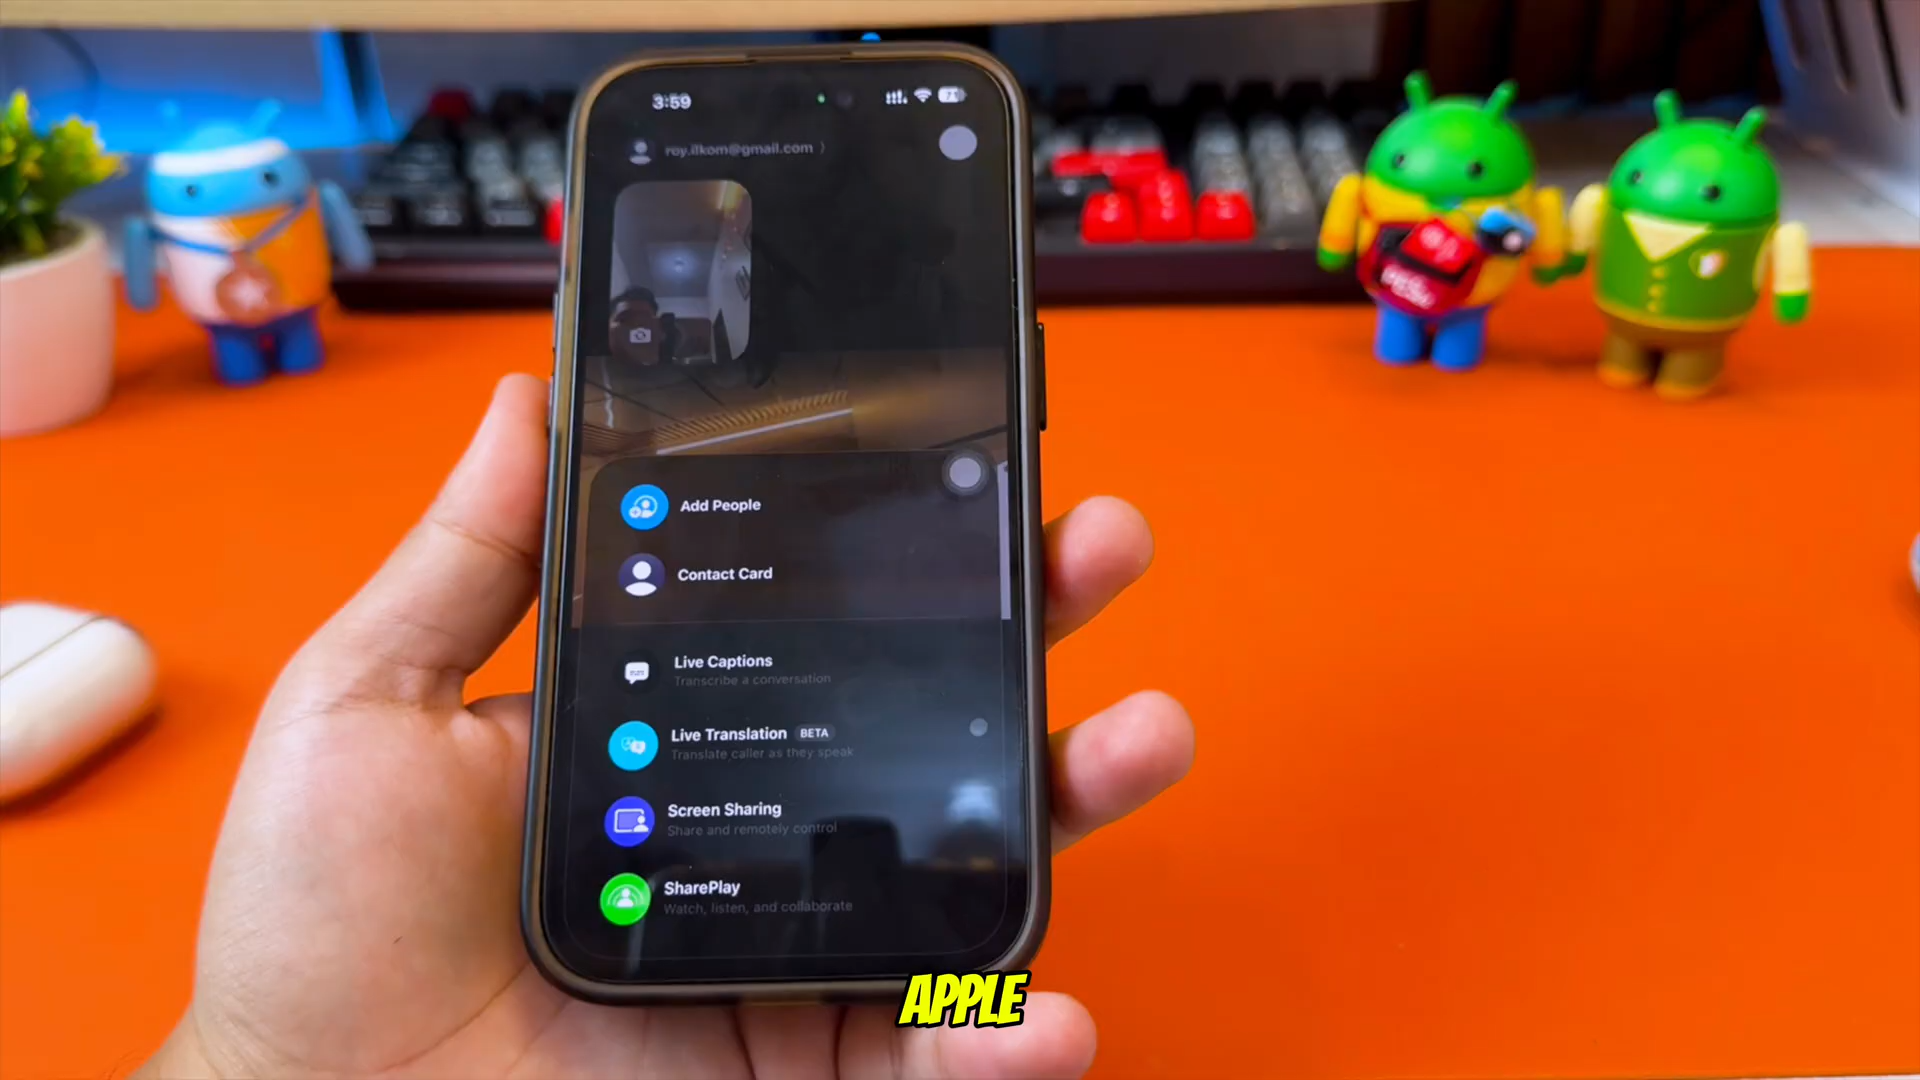 3:59
roy.ilkom@gmail.com
Add People
Contact Card
Live Captions
Transcribe a conversation
Live Translation BETA
Translate caller as they speak
Screen Sharing
Share and remotely control
SharePlay
Watch, listen, and collaborate
APPLE